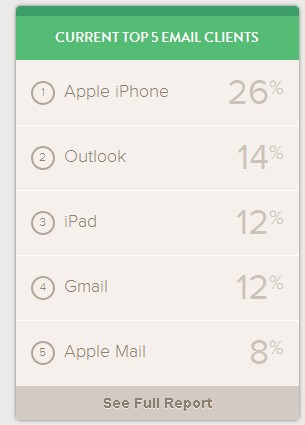 CURRENT TOP 5 EMAIL CLIENTS
1 Apple iPhone 26%
2 Outlook 14%
3 iPad 12%
4 Gmail 12%
5 Apple Mail 8%
See Full Report